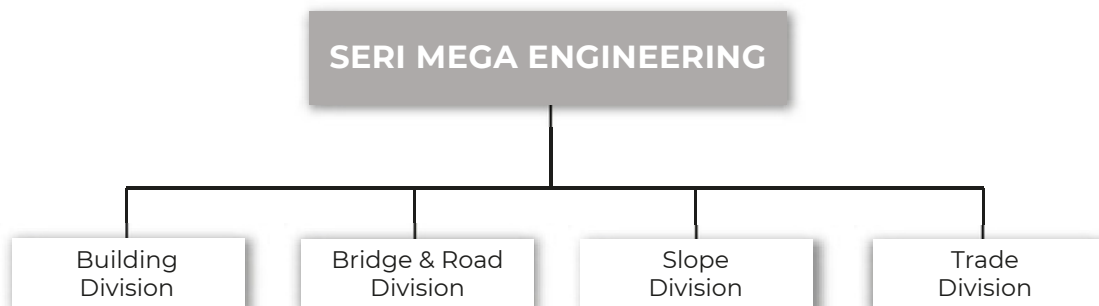 SERI MEGA ENGINEERING
Building
Division
Bridge & Road
Division
Slope
Division
Trade
Division